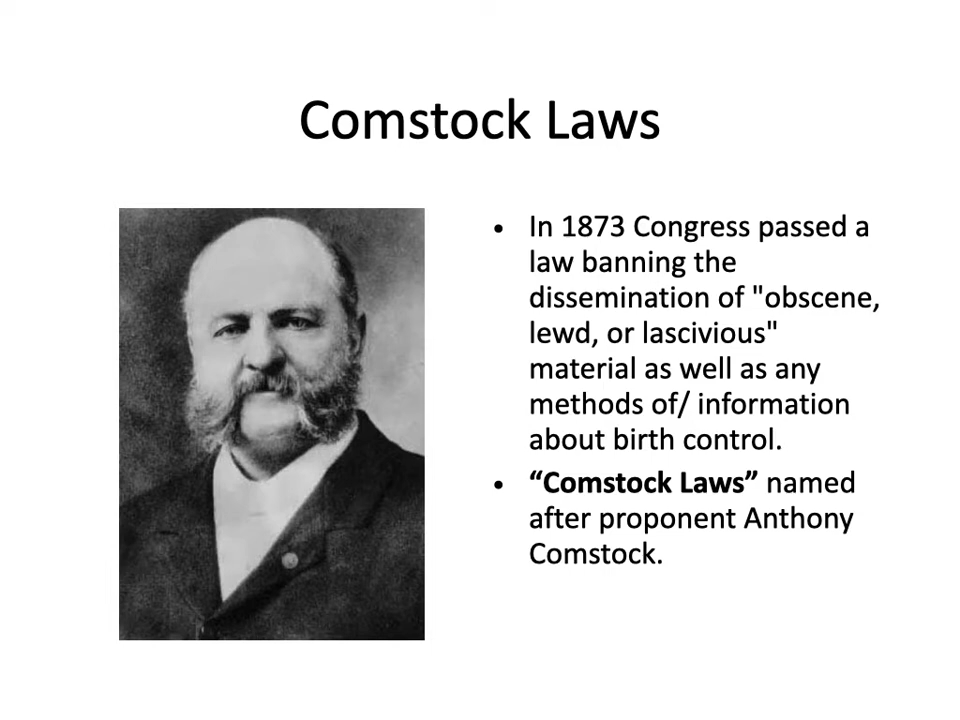 Comstock Laws
• In 1873 Congress passed a
law banning the
dissemination of "obscene,
lewd, or lascivious"
material as well as any
methods of/ information
about birth control.
• “Comstock Laws” named
after proponent Anthony
Comstock.